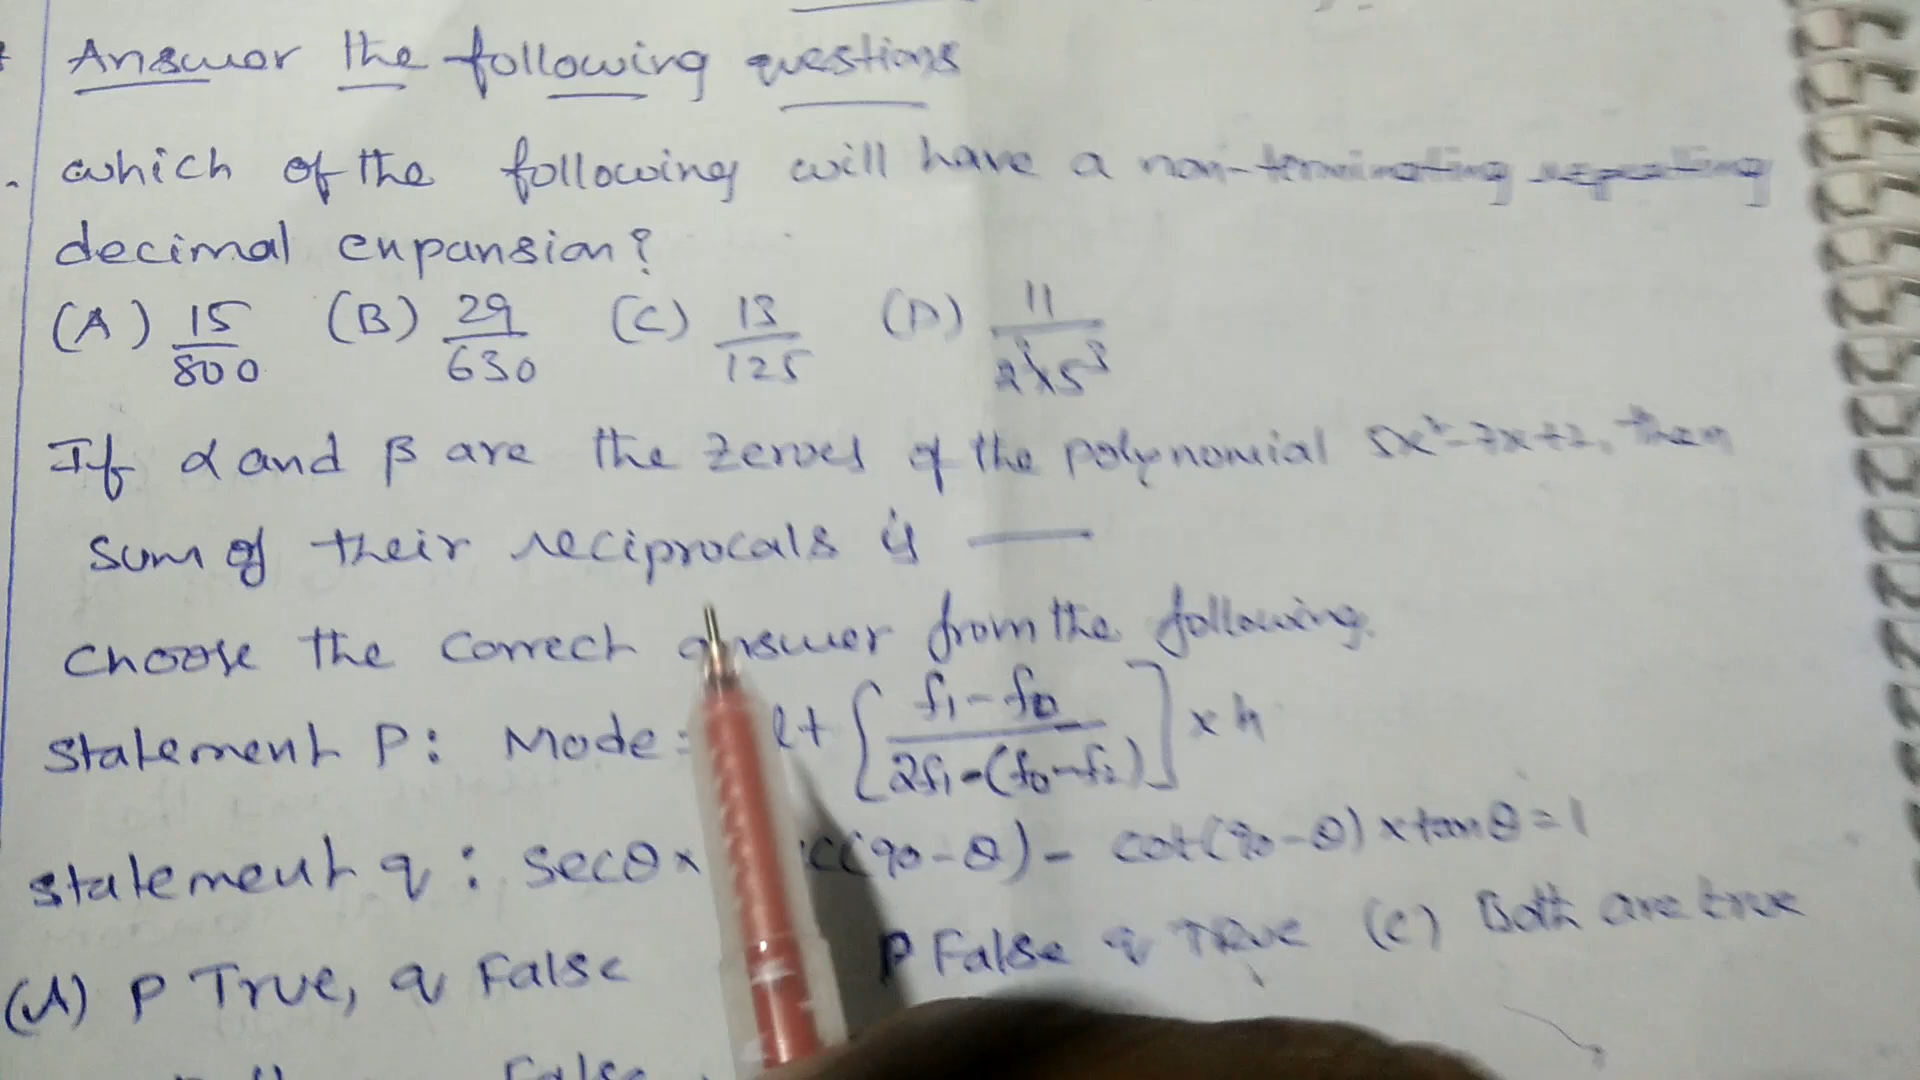 Answer the following questions
which of the following will have a non-terminating repeating
decimal expansion?
(A) 15/800 (B) 29/630 (C) 13/125 (D) 11/2³×5³
If α and β are the zeroes of the polynomial 5x²-7x+2, then
sum of their reciprocals is ——
Choose the correct answer from the following.
Statement P: Mode = l+[f₁-f₀/2f₁-(f₀-f₂)]×h
Statement q: secθ× (90-θ)- cot(90-θ)×tanθ=1
(A) P True, q False P False q True (C) Both are true
False